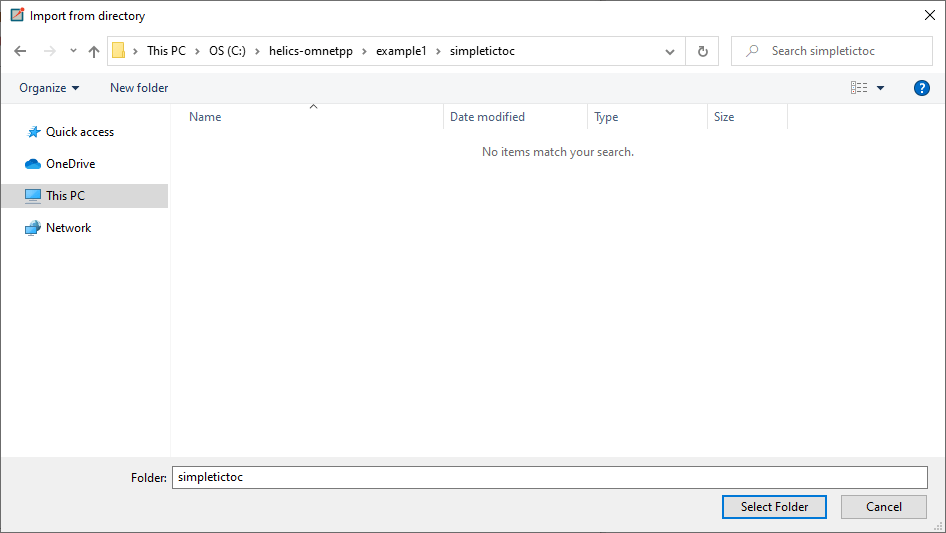 Import from directory
This PC OS (C:) helics-omnetpp example1 simpletictoc Search simpletictoc
Organize New folder ?
Name Date modified Type Size
No items match your search.
Quick access
OneDrive
This PC
Network
Folder: simpletictoc
Select Folder Cancel